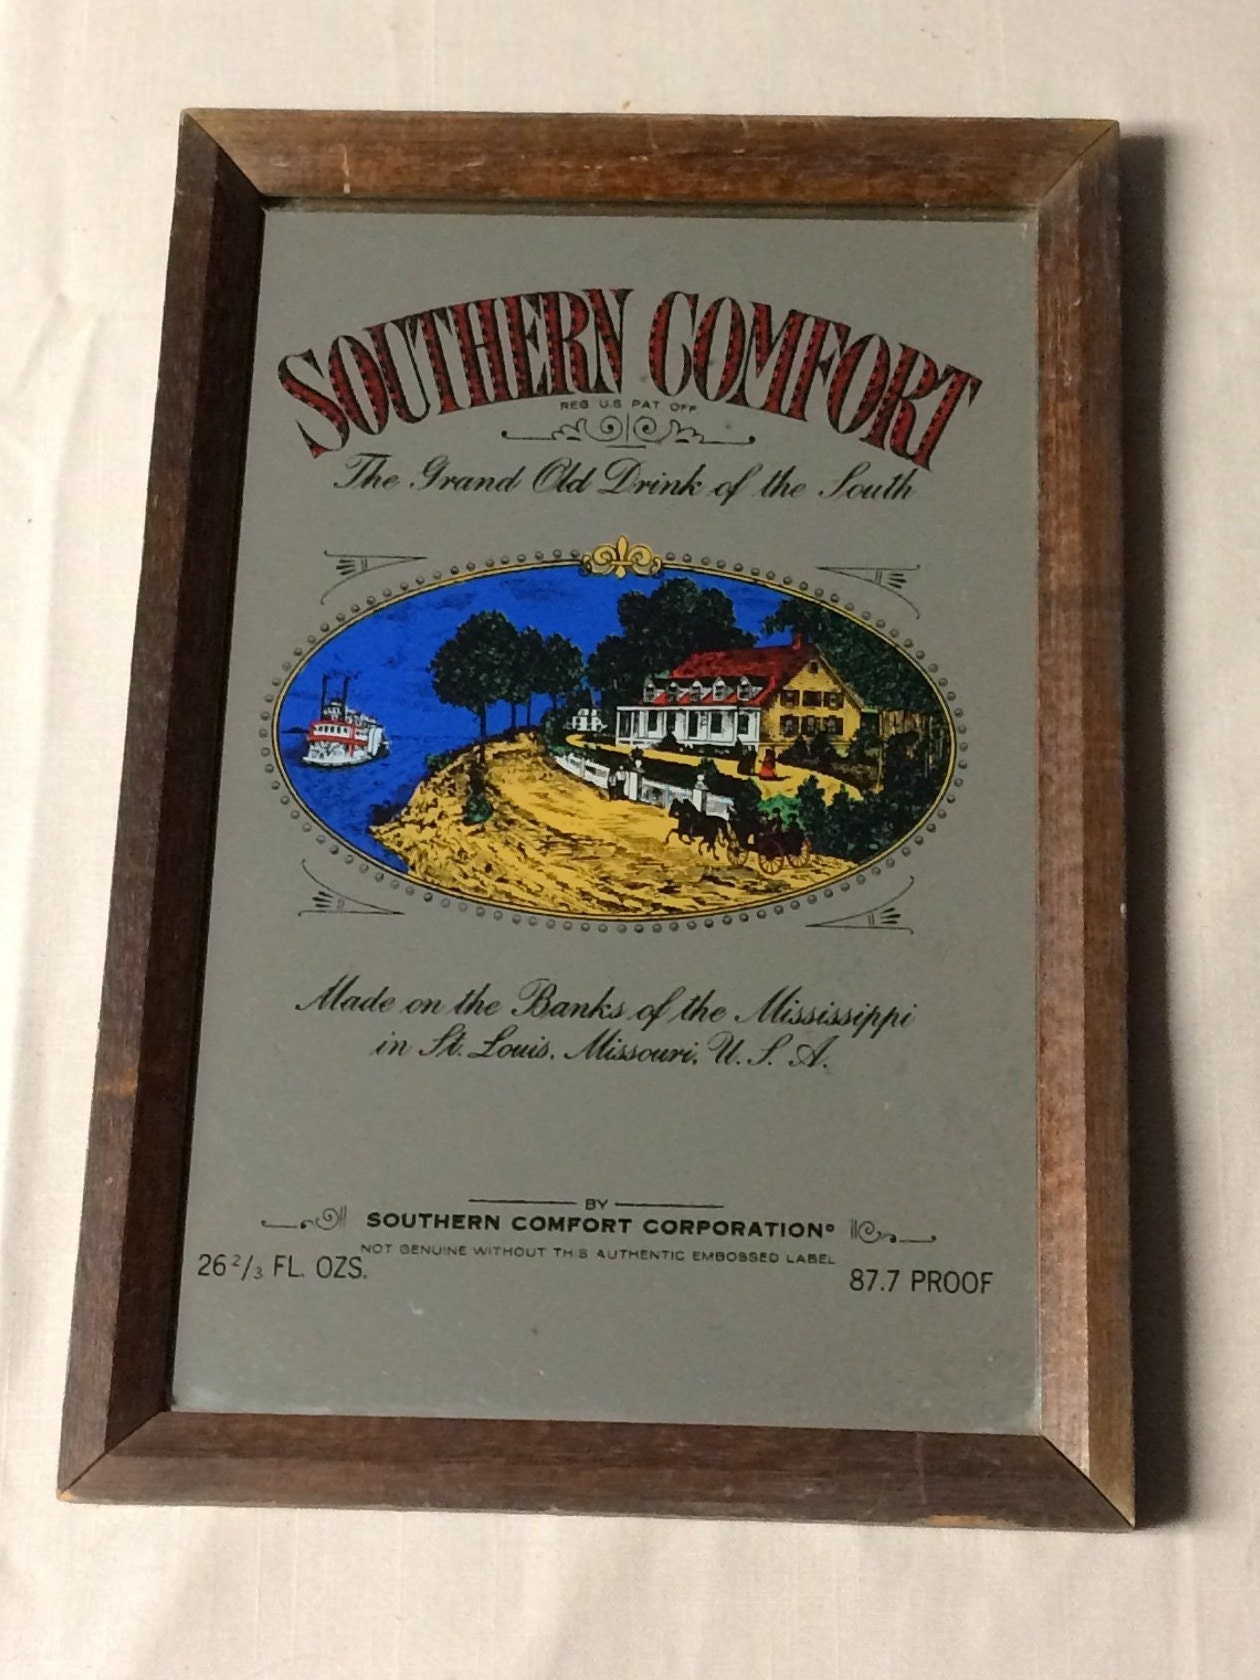 SOUTHERN COMFORT
REG U.S PAT. OFF
The Grand Old Drink of the South
Made on the Banks of the Mississippi
in St. Louis, Missouri, U. S. A.
BY
SOUTHERN COMFORT CORPORATION®
NOT GENUINE WITHOUT THIS AUTHENTIC EMBOSSED LABEL
26 2/3 FL. OZS.
87.7 PROOF